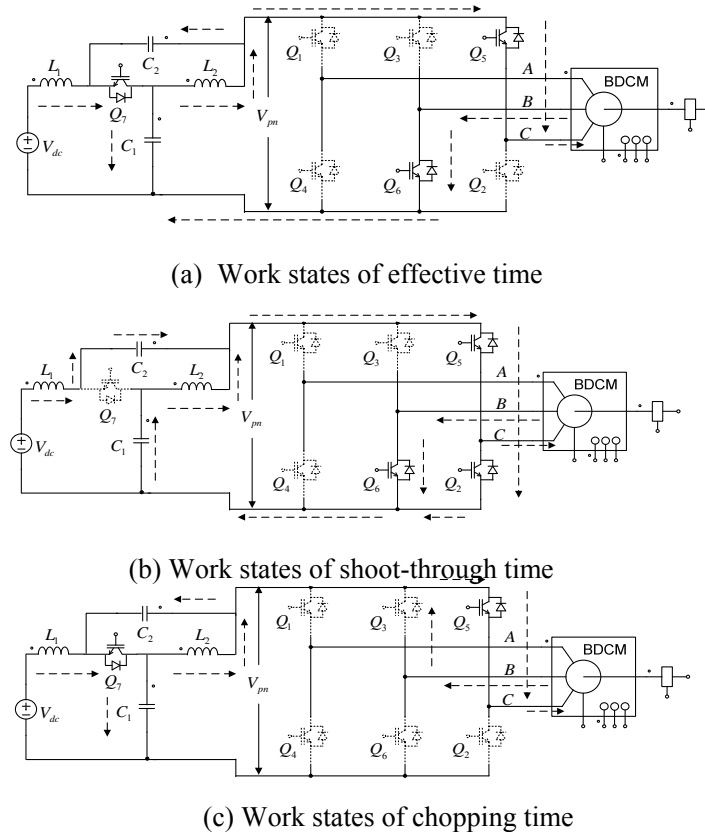 L1 C2 L2 Q7 C1 Vdc Vpn Q1 Q3 Q5 Q4 Q6 Q2 A B C BDCM
(a) Work states of effective time
L1 C2 L2 Q7 C1 Vdc Vpn Q1 Q3 Q5 Q4 Q6 Q2 A B C BDCM
(b) Work states of shoot-through time
L1 C2 L2 Q7 C1 Vdc Vpn Q1 Q3 Q5 Q4 Q6 Q2 A B C BDCM
(c) Work states of chopping time